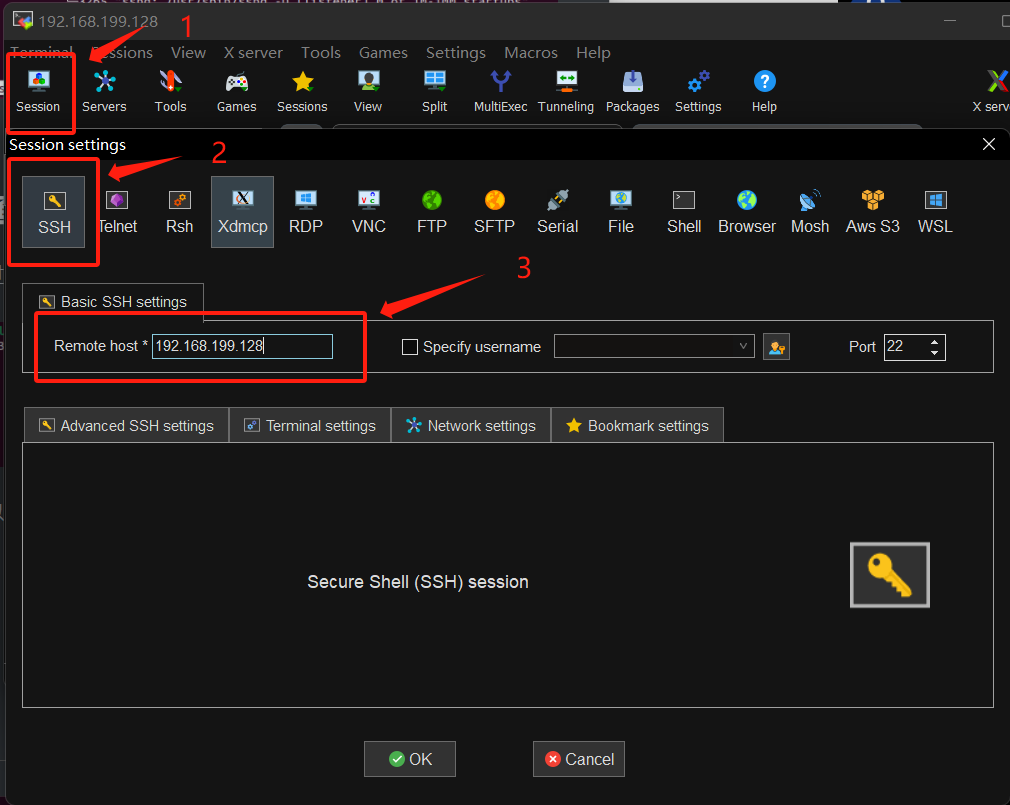 192.168.199.128
1
Terminal Sessions View X server Tools Games Settings Macros Help
Session Servers Tools Games Sessions View Split MultiExec Tunneling Packages Settings Help X serv
Session settings
2
SSH Telnet Rsh Xdmcp RDP VNC FTP SFTP Serial File Shell Browser Mosh Aws S3 WSL
3
Basic SSH settings
Remote host * 192.168.199.128 Specify username Port 22
Advanced SSH settings Terminal settings Network settings Bookmark settings
Secure Shell (SSH) session
OK Cancel